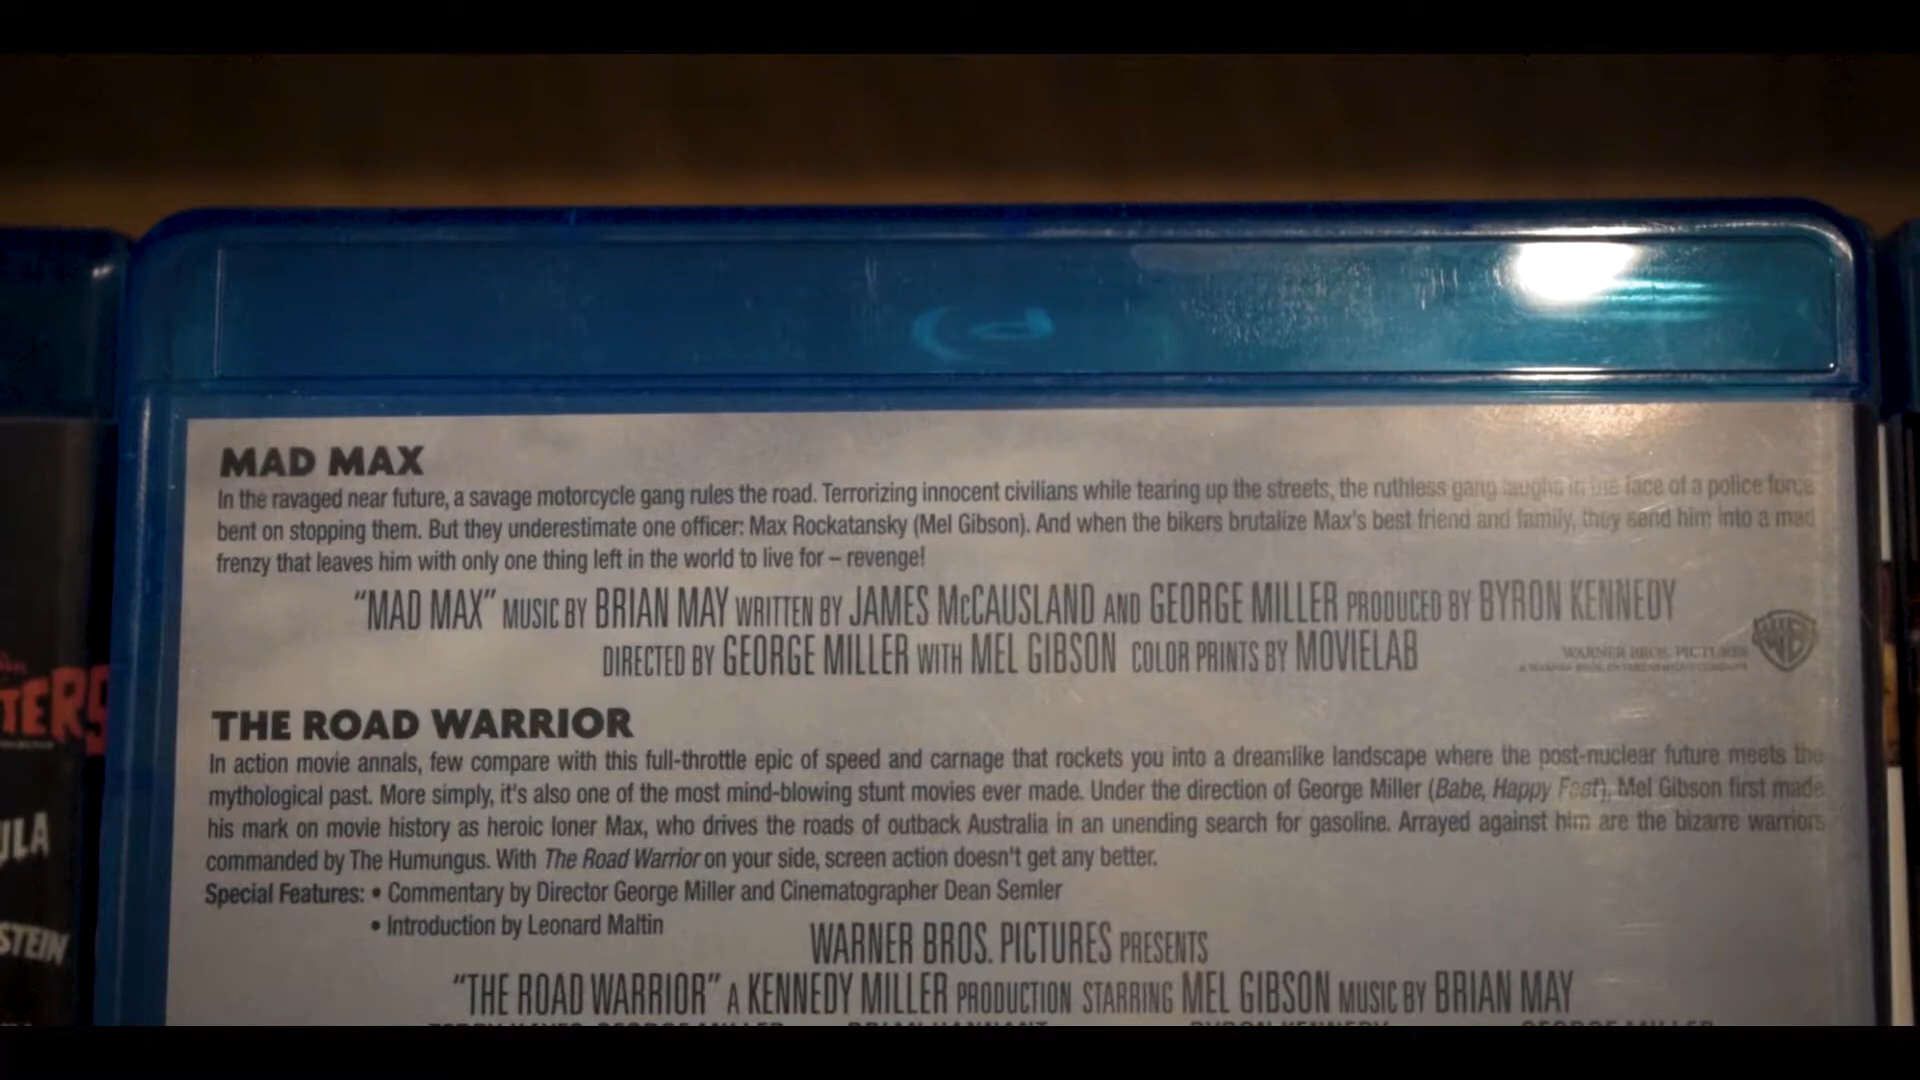 MAD MAX
In the ravaged near future, a savage motorcycle gang rules the road. Terrorizing innocent civilians while tearing up the streets, the ruthless gang laughs in the face of a police force
bent on stopping them. But they underestimate one officer: Max Rockatansky (Mel Gibson). And when the bikers brutalize Max's best friend and family, they send him into a mad
frenzy that leaves him with only one thing left in the world to live for – revenge!
"MAD MAX" MUSIC BY BRIAN MAY WRITTEN BY JAMES McCAUSLAND AND GEORGE MILLER PRODUCED BY BYRON KENNEDY
DIRECTED BY GEORGE MILLER WITH MEL GIBSON COLOR PRINTS BY MOVIELAB
WARNER BROS. PICTURES
WB
THE ROAD WARRIOR
In action movie annals, few compare with this full-throttle epic of speed and carnage that rockets you into a dreamlike landscape where the post-nuclear future meets the
mythological past. More simply, it's also one of the most mind-blowing stunt movies ever made. Under the direction of George Miller (Babe, Happy Feet), Mel Gibson first made
his mark on movie history as heroic loner Max, who drives the roads of outback Australia in an unending search for gasoline. Arrayed against him are the bizarre warriors
commanded by The Humungus. With The Road Warrior on your side, screen action doesn't get any better.
Special Features: • Commentary by Director George Miller and Cinematographer Dean Semler
• Introduction by Leonard Maltin
WARNER BROS. PICTURES PRESENTS
"THE ROAD WARRIOR" A KENNEDY MILLER PRODUCTION STARRING MEL GIBSON MUSIC BY BRIAN MAY
TERS
ULA
STEIN